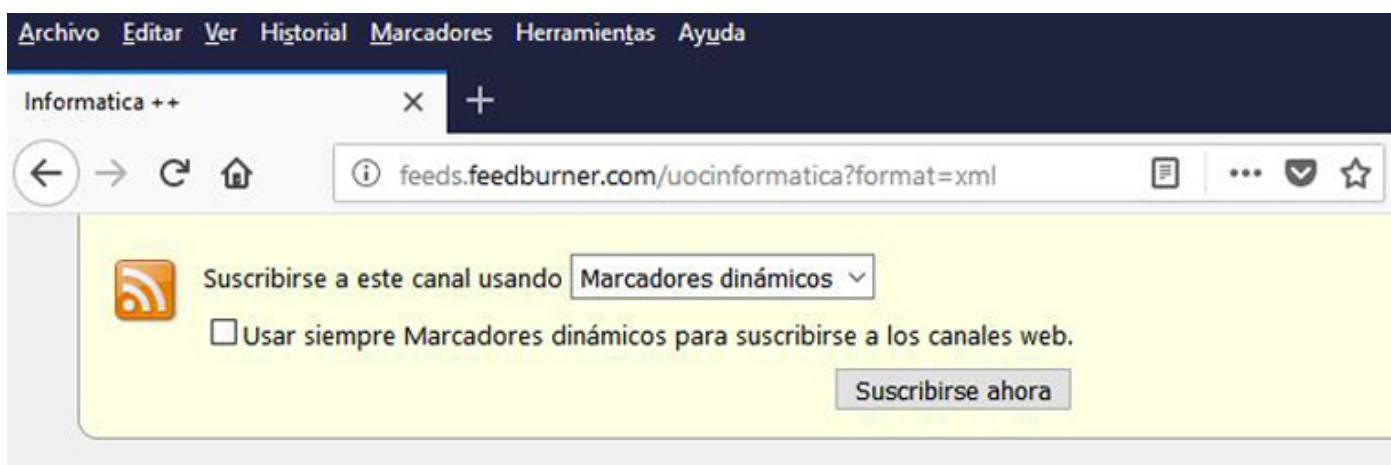 Archivo Editar Ver Historial Marcadores Herramientas Ayuda
Informatica ++
feeds.feedburner.com/uocinformatica?format=xml
Suscribirse a este canal usando Marcadores dinámicos
Usar siempre Marcadores dinámicos para suscribirse a los canales web.
Suscribirse ahora